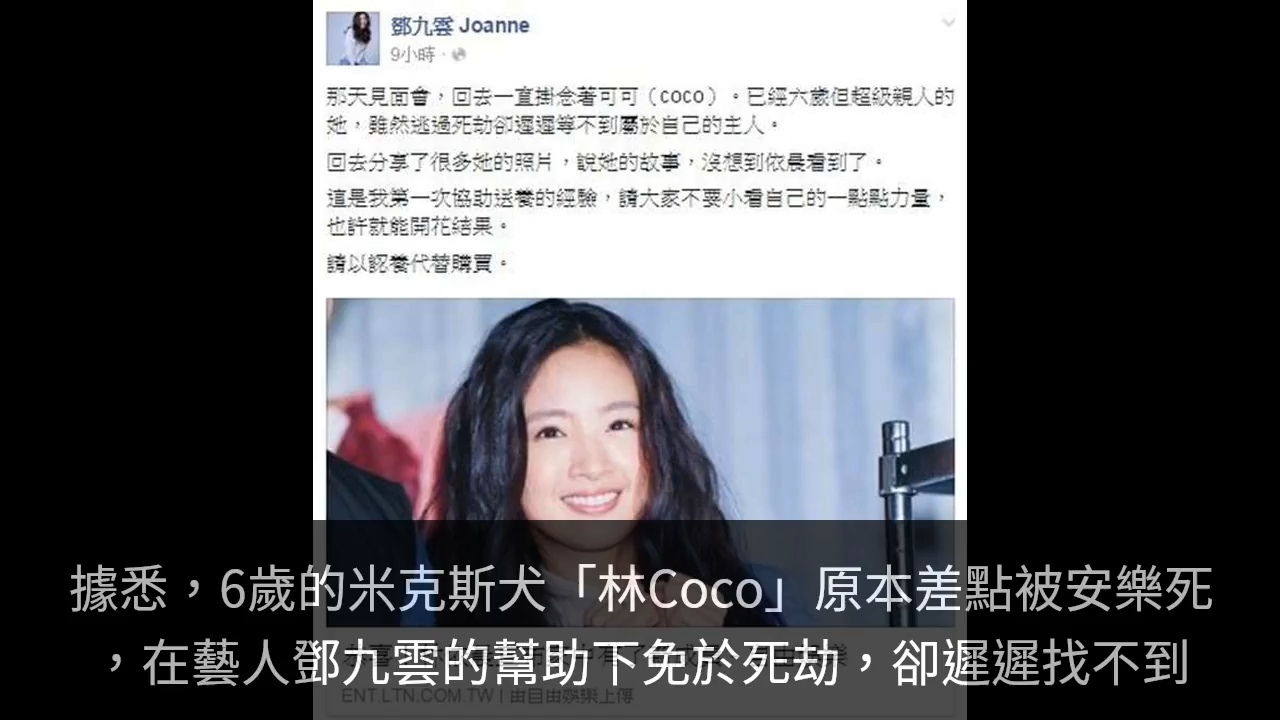 鄧九雲 Joanne
9小時
那天見面會，回去一直掛念著可可（COCO）。已經六歲但超級親人的
她，雖然逃過死劫卻遲遲等不到屬於自己的主人。
回去分享了很多她的照片，說她的故事，沒想到依晨看到了。
這是我第一次協助送養的經驗，請大家不要小看自己的一點點力量，
也許就能開花結果。
請以認養代替購買。
據悉，6歲的米克斯犬「林Coco」原本差點被安樂死
，在藝人鄧九雲的幫助下免於死劫，卻遲遲找不到
ENT.LTN.COM.TW | 由自由娛樂上傳